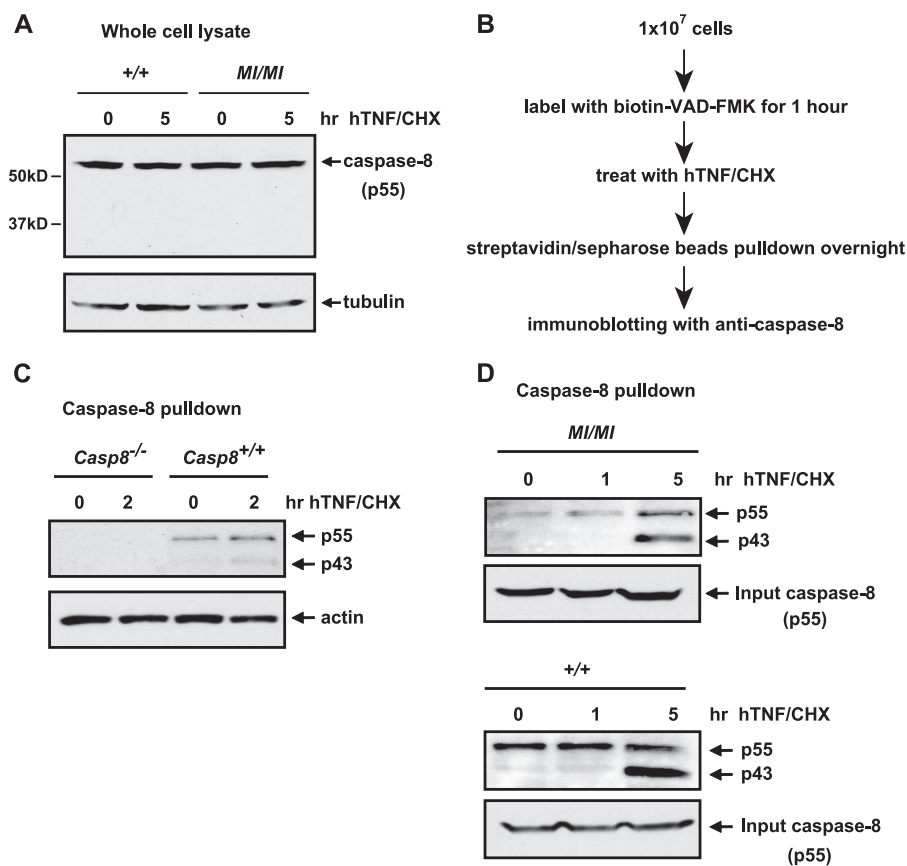 A
Whole cell lysate
+/+ MI/MI
0 5 0 5 hr hTNF/CHX
caspase-8
(p55)
50kD
37kD
tubulin
B
1x10⁷ cells
label with biotin-VAD-FMK for 1 hour
treat with hTNF/CHX
streptavidin/sepharose beads pulldown overnight
immunoblotting with anti-caspase-8
C
Caspase-8 pulldown
Casp8⁻/⁻ Casp8⁺/⁺
0 2 0 2 hr hTNF/CHX
p55
p43
actin
D
Caspase-8 pulldown
MI/MI
0 1 5 hr hTNF/CHX
p55
p43
Input caspase-8
(p55)
+/+
0 1 5 hr hTNF/CHX
p55
p43
Input caspase-8
(p55)